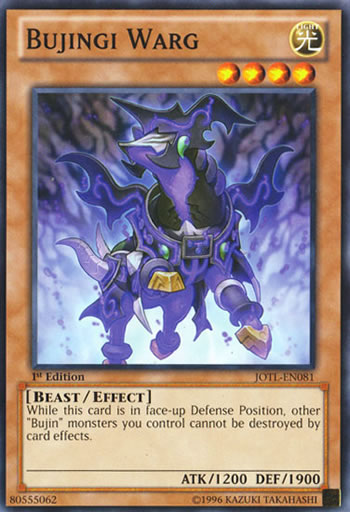 BUJINGI WARG
LIGHT
光
1st Edition
JOTL-EN081
[BEAST / EFFECT]
While this card is in face-up Defense Position, other
"Bujin" monsters you control cannot be destroyed by
card effects.
ATK/1200 DEF/1900
80555062
©1996 KAZUKI TAKAHASHI